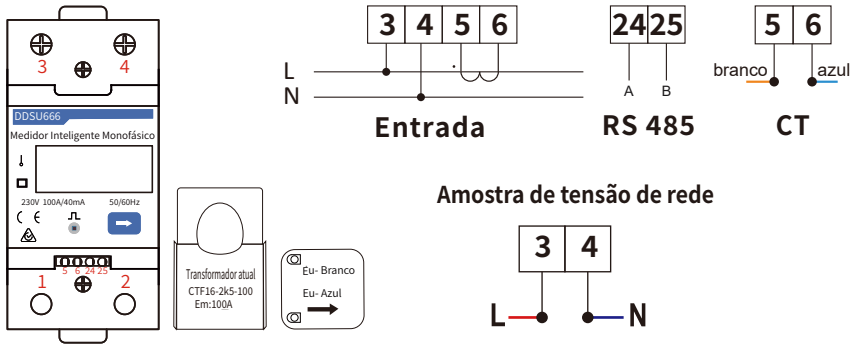 3 4
DDSU666
Medidor Inteligente Monofásico
230V 100A/40mA 50/60Hz
5 6 24 25
1 2
Transformador atual
CTF16-2k5-100
Em:100A
Éu- Branco
Eu- Azul
3 4 5 6
L
N
Entrada
24 25
A B
RS 485
5 6
branco azul
CT
Amostra de tensão de rede
3 4
L N